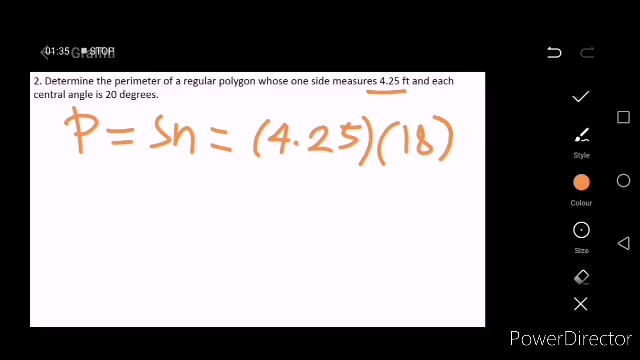 01:35 STOP
2. Determine the perimeter of a regular polygon whose one side measures 4.25 ft and each
central angle is 20 degrees.
P = Sn = (4.25)(18)
Style
Colour
Size
PowerDirector